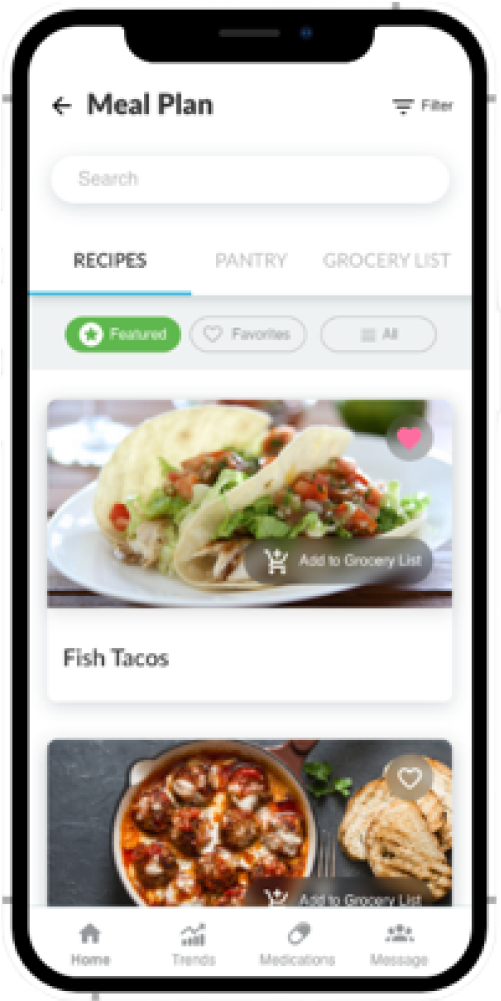 Meal Plan
Filter
Search
RECIPES PANTRY GROCERY LIST
Featured Favorites All
Add to Grocery List
Fish Tacos
Add to Grocery List
Home Trends Medications Message